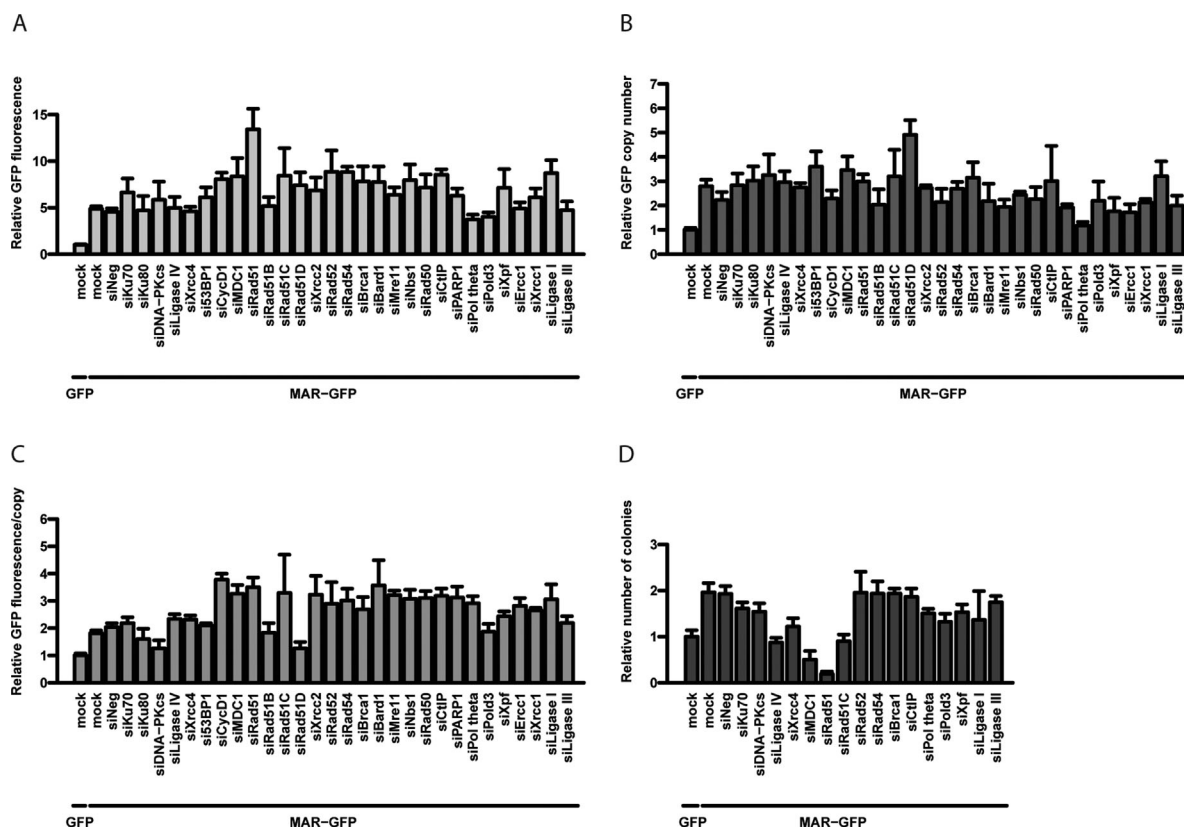 A
Relative GFP fluorescence
15
10
5
0
mock
mock
siNeg
siKu70
siKu80
siDNA-PKcs
siLigase IV
siXrcc4
si53BP1
siCycD1
siMDC1
siRad51
siRad51B
siRad51C
siRad51D
siXrcc2
siRad52
siRad54
siBrca1
siBard1
siMre11
siNbs1
siRad50
siCtIP
siPARP1
siPol theta
siPold3
siXpf
siErcc1
siXrcc1
siLigase I
siLigase III
GFP
MAR-GFP
B
Relative GFP copy number
7
6
5
4
3
2
1
0
mock
mock
siNeg
siKu70
siKu80
siDNA-PKcs
siLigase IV
siXrcc4
si53BP1
siCycD1
siMDC1
siRad51
siRad51B
siRad51C
siRad51D
siXrcc2
siRad52
siRad54
siBrca1
siBard1
siMre11
siNbs1
siRad50
siCtIP
siPARP1
siPol theta
siPold3
siXpf
siErcc1
siXrcc1
siLigase I
siLigase III
GFP
MAR-GFP
C
Relative GFP fluorescence/copy
6
5
4
3
2
1
0
mock
mock
siNeg
siKu70
siKu80
siDNA-PKcs
siLigase IV
siXrcc4
si53BP1
siCycD1
siMDC1
siRad51
siRad51B
siRad51C
siRad51D
siXrcc2
siRad52
siRad54
siBrca1
siBard1
siMre11
siNbs1
siRad50
siCtIP
siPARP1
siPol theta
siPold3
siXpf
siErcc1
siXrcc1
siLigase I
siLigase III
GFP
MAR-GFP
D
Relative number of colonies
3
2
1
0
mock
mock
siNeg
siKu70
siDNA-PKcs
siLigase IV
siXrcc4
siMDC1
siRad51
siRad51C
siRad52
siRad54
siBrca1
siCtIP
siPol theta
siPold3
siXpf
siLigase I
siLigase III
GFP
MAR-GFP